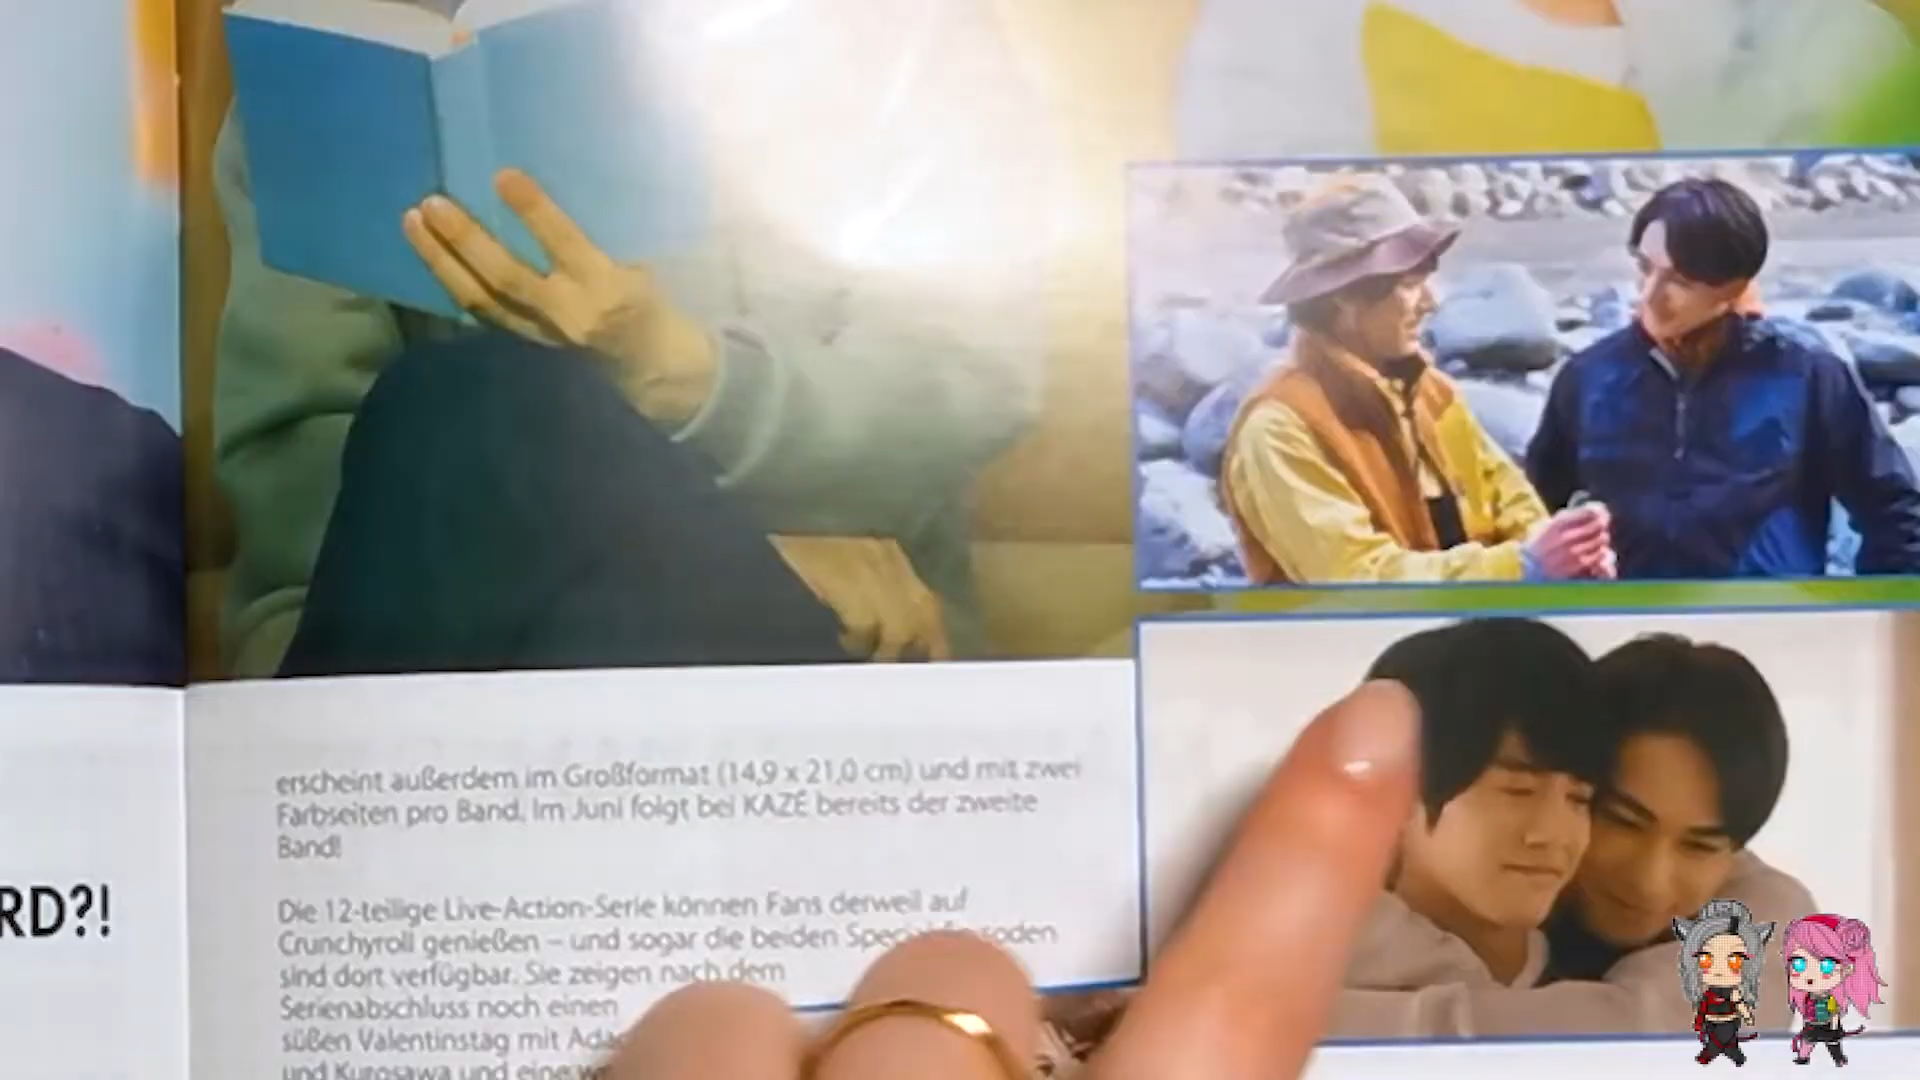 RD?!
erscheint außerdem im Großformat (14,9 x 21,0 cm) und mit zwei
Farbseiten pro Band. Im Juni folgt bei KAZÉ bereits der zweite
Band!
Die 12-teilige Live-Action-Serie können Fans derweil auf
Crunchyroll genießen – und sogar die beiden
sind dort verfügbar. Sie zeigen nach dem
Serienabschluss noch einen
süßen Valentinstag mit
und Kurosawa und eine